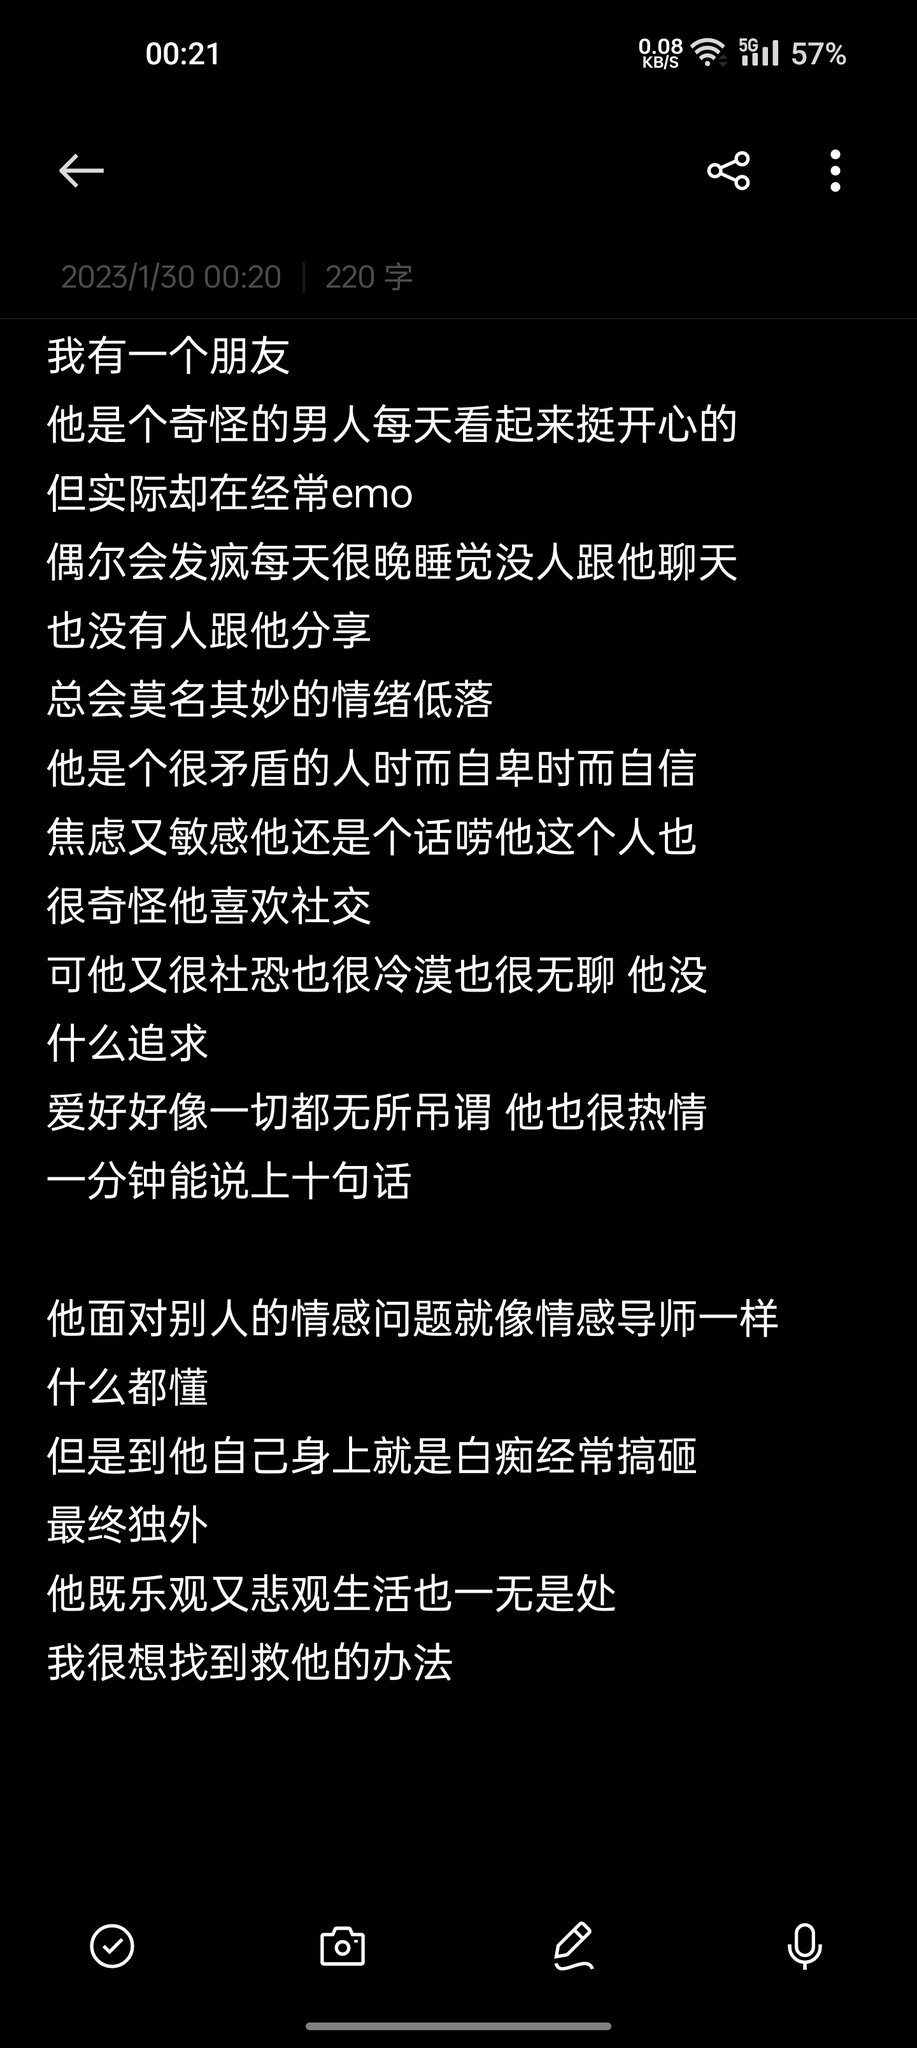 00:21
0.08 KB/S 5G 57%
2023/1/30 00:20 | 220 字
我有一个朋友
他是个奇怪的男人每天看起来挺开心的
但实际却在经常emo
偶尔会发疯每天很晚睡觉没人跟他聊天
也没有人跟他分享
总会莫名其妙的情绪低落
他是个很矛盾的人时而自卑时而自信
焦虑又敏感他还是个话唠他这个人也
很奇怪他喜欢社交
可他又很社恐也很冷漠也很无聊 他没
什么追求
爱好好像一切都无所吊谓 他也很热情
一分钟能说上十句话
他面对别人的情感问题就像情感导师一样
什么都懂
但是到他自己身上就是白痴经常搞砸
最终独外
他既乐观又悲观生活也一无是处
我很想找到救他的办法